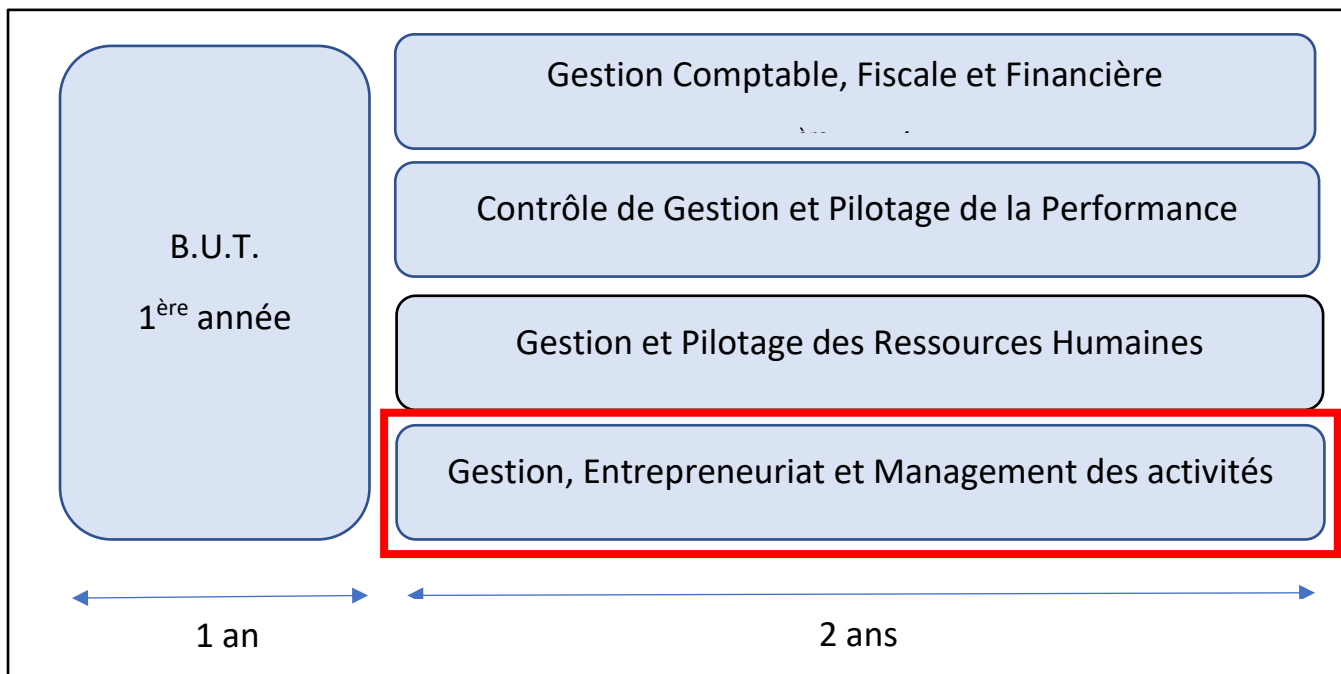 Gestion Comptable, Fiscale et Financière
B.U.T.
1ère année
Contrôle de Gestion et Pilotage de la Performance
Gestion et Pilotage des Ressources Humaines
Gestion, Entrepreneuriat et Management des activités
1 an
2 ans